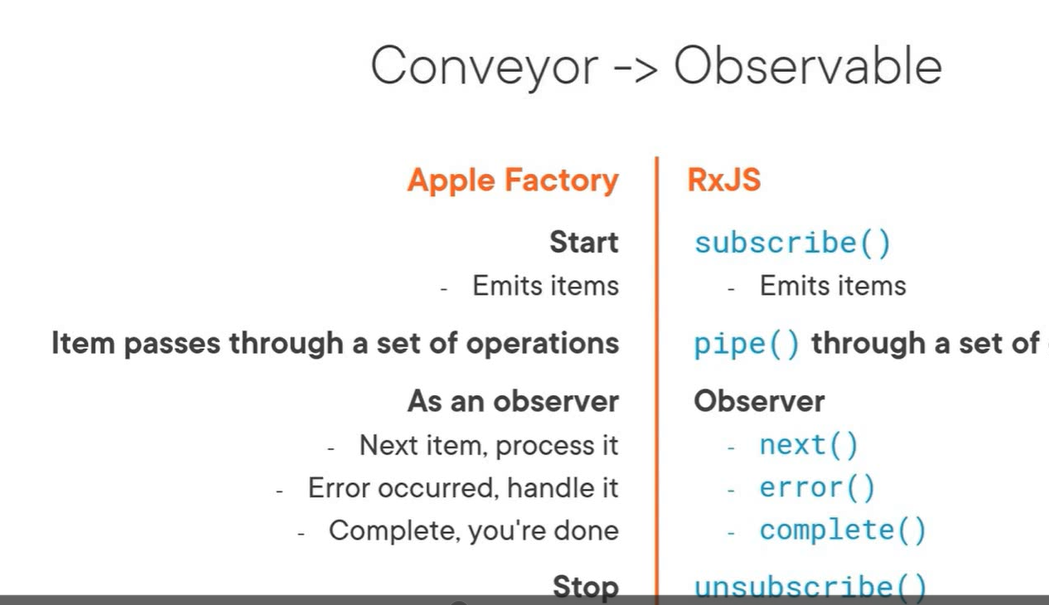 Conveyor -> Observable
Apple Factory
RxJS
Start
subscribe()
- Emits items
- Emits items
Item passes through a set of operations
pipe() through a set of
As an observer
Observer
- Next item, process it
- next()
- Error occurred, handle it
- error()
- Complete, you're done
- complete()
Stop
unsubscribe()